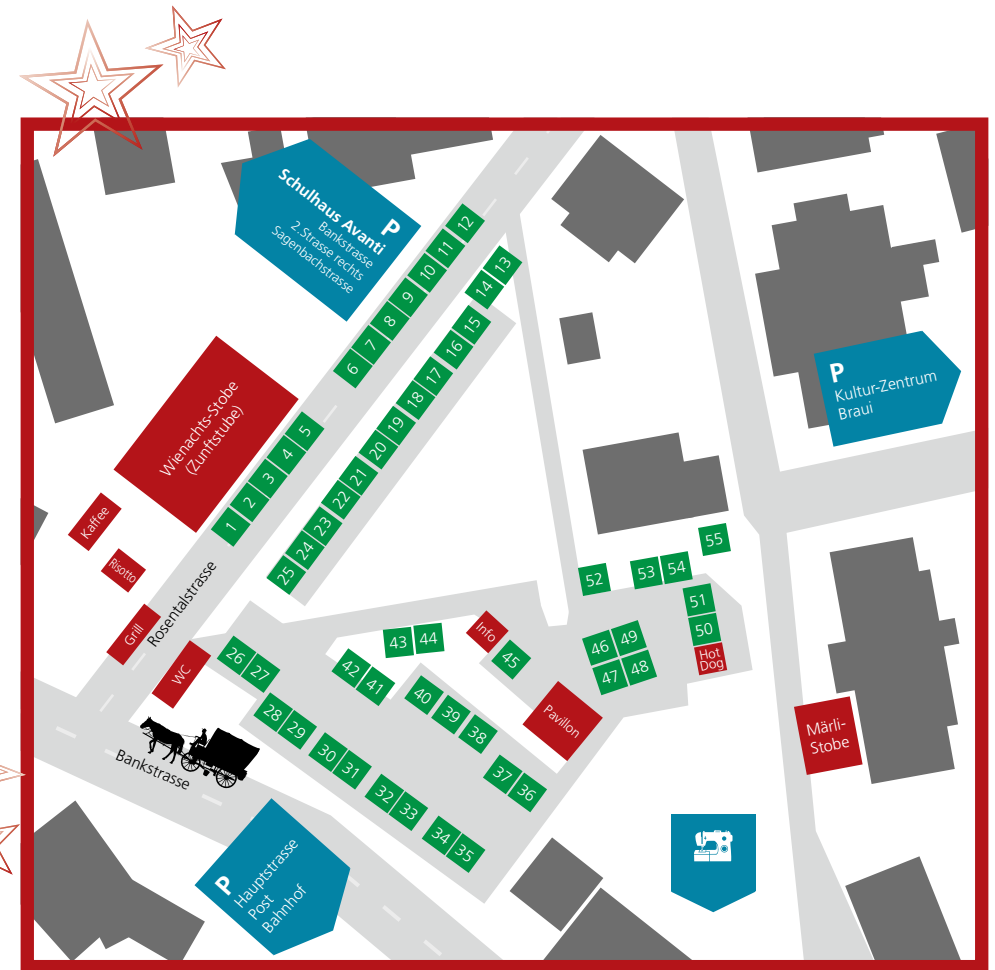 P
Schulhaus Avanti
Bankstrasse
2.Strasse rechts
Sagenbachstrasse
12
11
10
9
8
7
6
13
14
15
16
17
18
19
20
21
22
23
24
25
5
4
3
2
1
Wienachts-Stobe
(Zunftstube)
Kaffee
Risotto
Grill
Rosentalstrasse
WC
P
Kultur-Zentrum
Braui
55
54
53
52
51
50
Hot
Dog
49
46
48
47
Info
45
44
43
42
41
40
39
38
37
36
Pavillon
26
27
28
29
30
31
32
33
34
35
Märli-
Stobe
Bankstrasse
P
Hauptstrasse
Post
Bahnhof